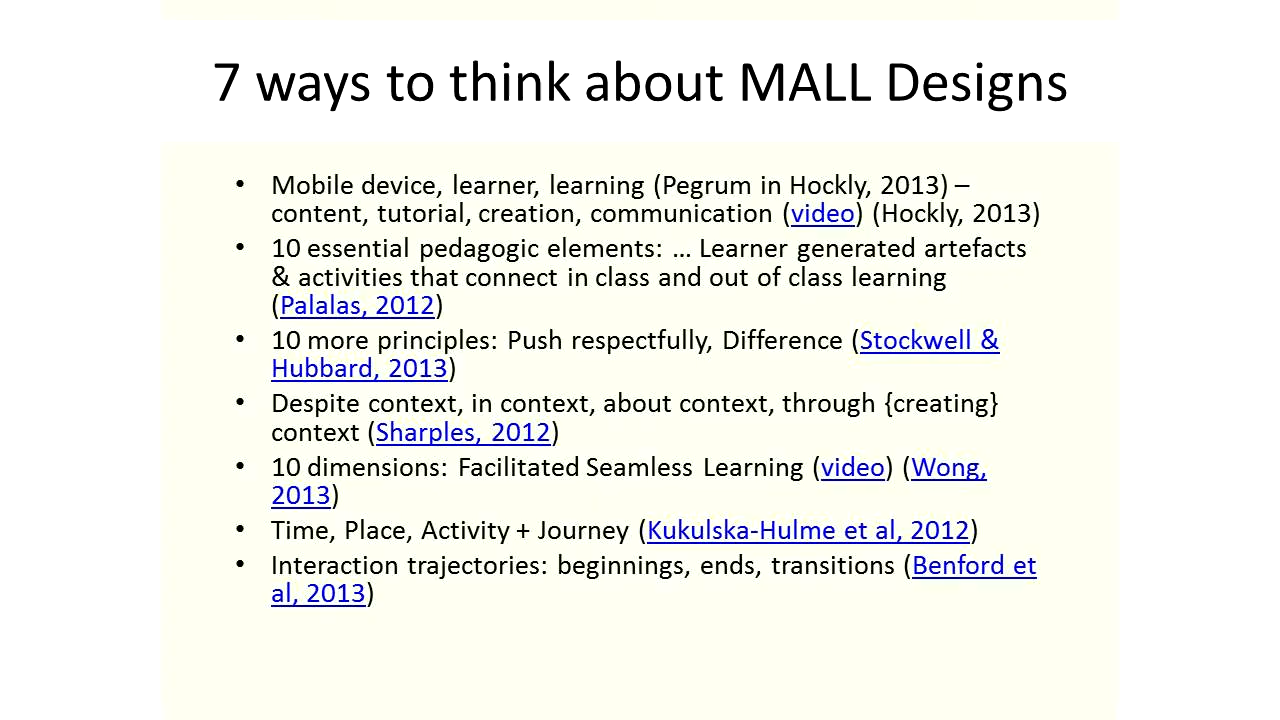 7 ways to think about MALL Designs
• Mobile device, learner, learning (Pegrum in Hockly, 2013) –
content, tutorial, creation, communication (video) (Hockly, 2013)
• 10 essential pedagogic elements: ... Learner generated artefacts
& activities that connect in class and out of class learning
(Palalas, 2012)
• 10 more principles: Push respectfully, Difference (Stockwell &
Hubbard, 2013)
• Despite context, in context, about context, through {creating}
context (Sharples, 2012)
• 10 dimensions: Facilitated Seamless Learning (video) (Wong,
2013)
• Time, Place, Activity + Journey (Kukulska-Hulme et al, 2012)
• Interaction trajectories: beginnings, ends, transitions (Benford et
al, 2013)